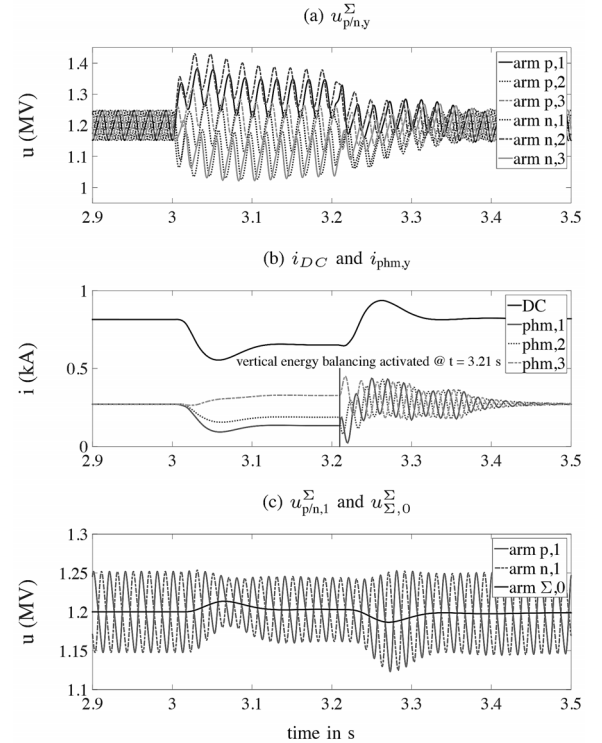 (a) u^Σ_p/n,y
1.4
1.3
1.2
1.1
1
u (MV)
arm p,1
arm p,2
arm p,3
arm n,1
arm n,2
arm n,3
2.9 3 3.1 3.2 3.3 3.4 3.5
(b) i_DC and i_phm,y
1
0.5
0
i (kA)
DC
phm,1
phm,2
phm,3
vertical energy balancing activated @ t = 3.21 s
2.9 3 3.1 3.2 3.3 3.4 3.5
(c) u^Σ_p/n,1 and u^Σ_Σ,0
1.3
1.25
1.2
1.15
1.1
u (MV)
arm p,1
arm n,1
arm Σ,0
2.9 3 3.1 3.2 3.3 3.4 3.5
time in s